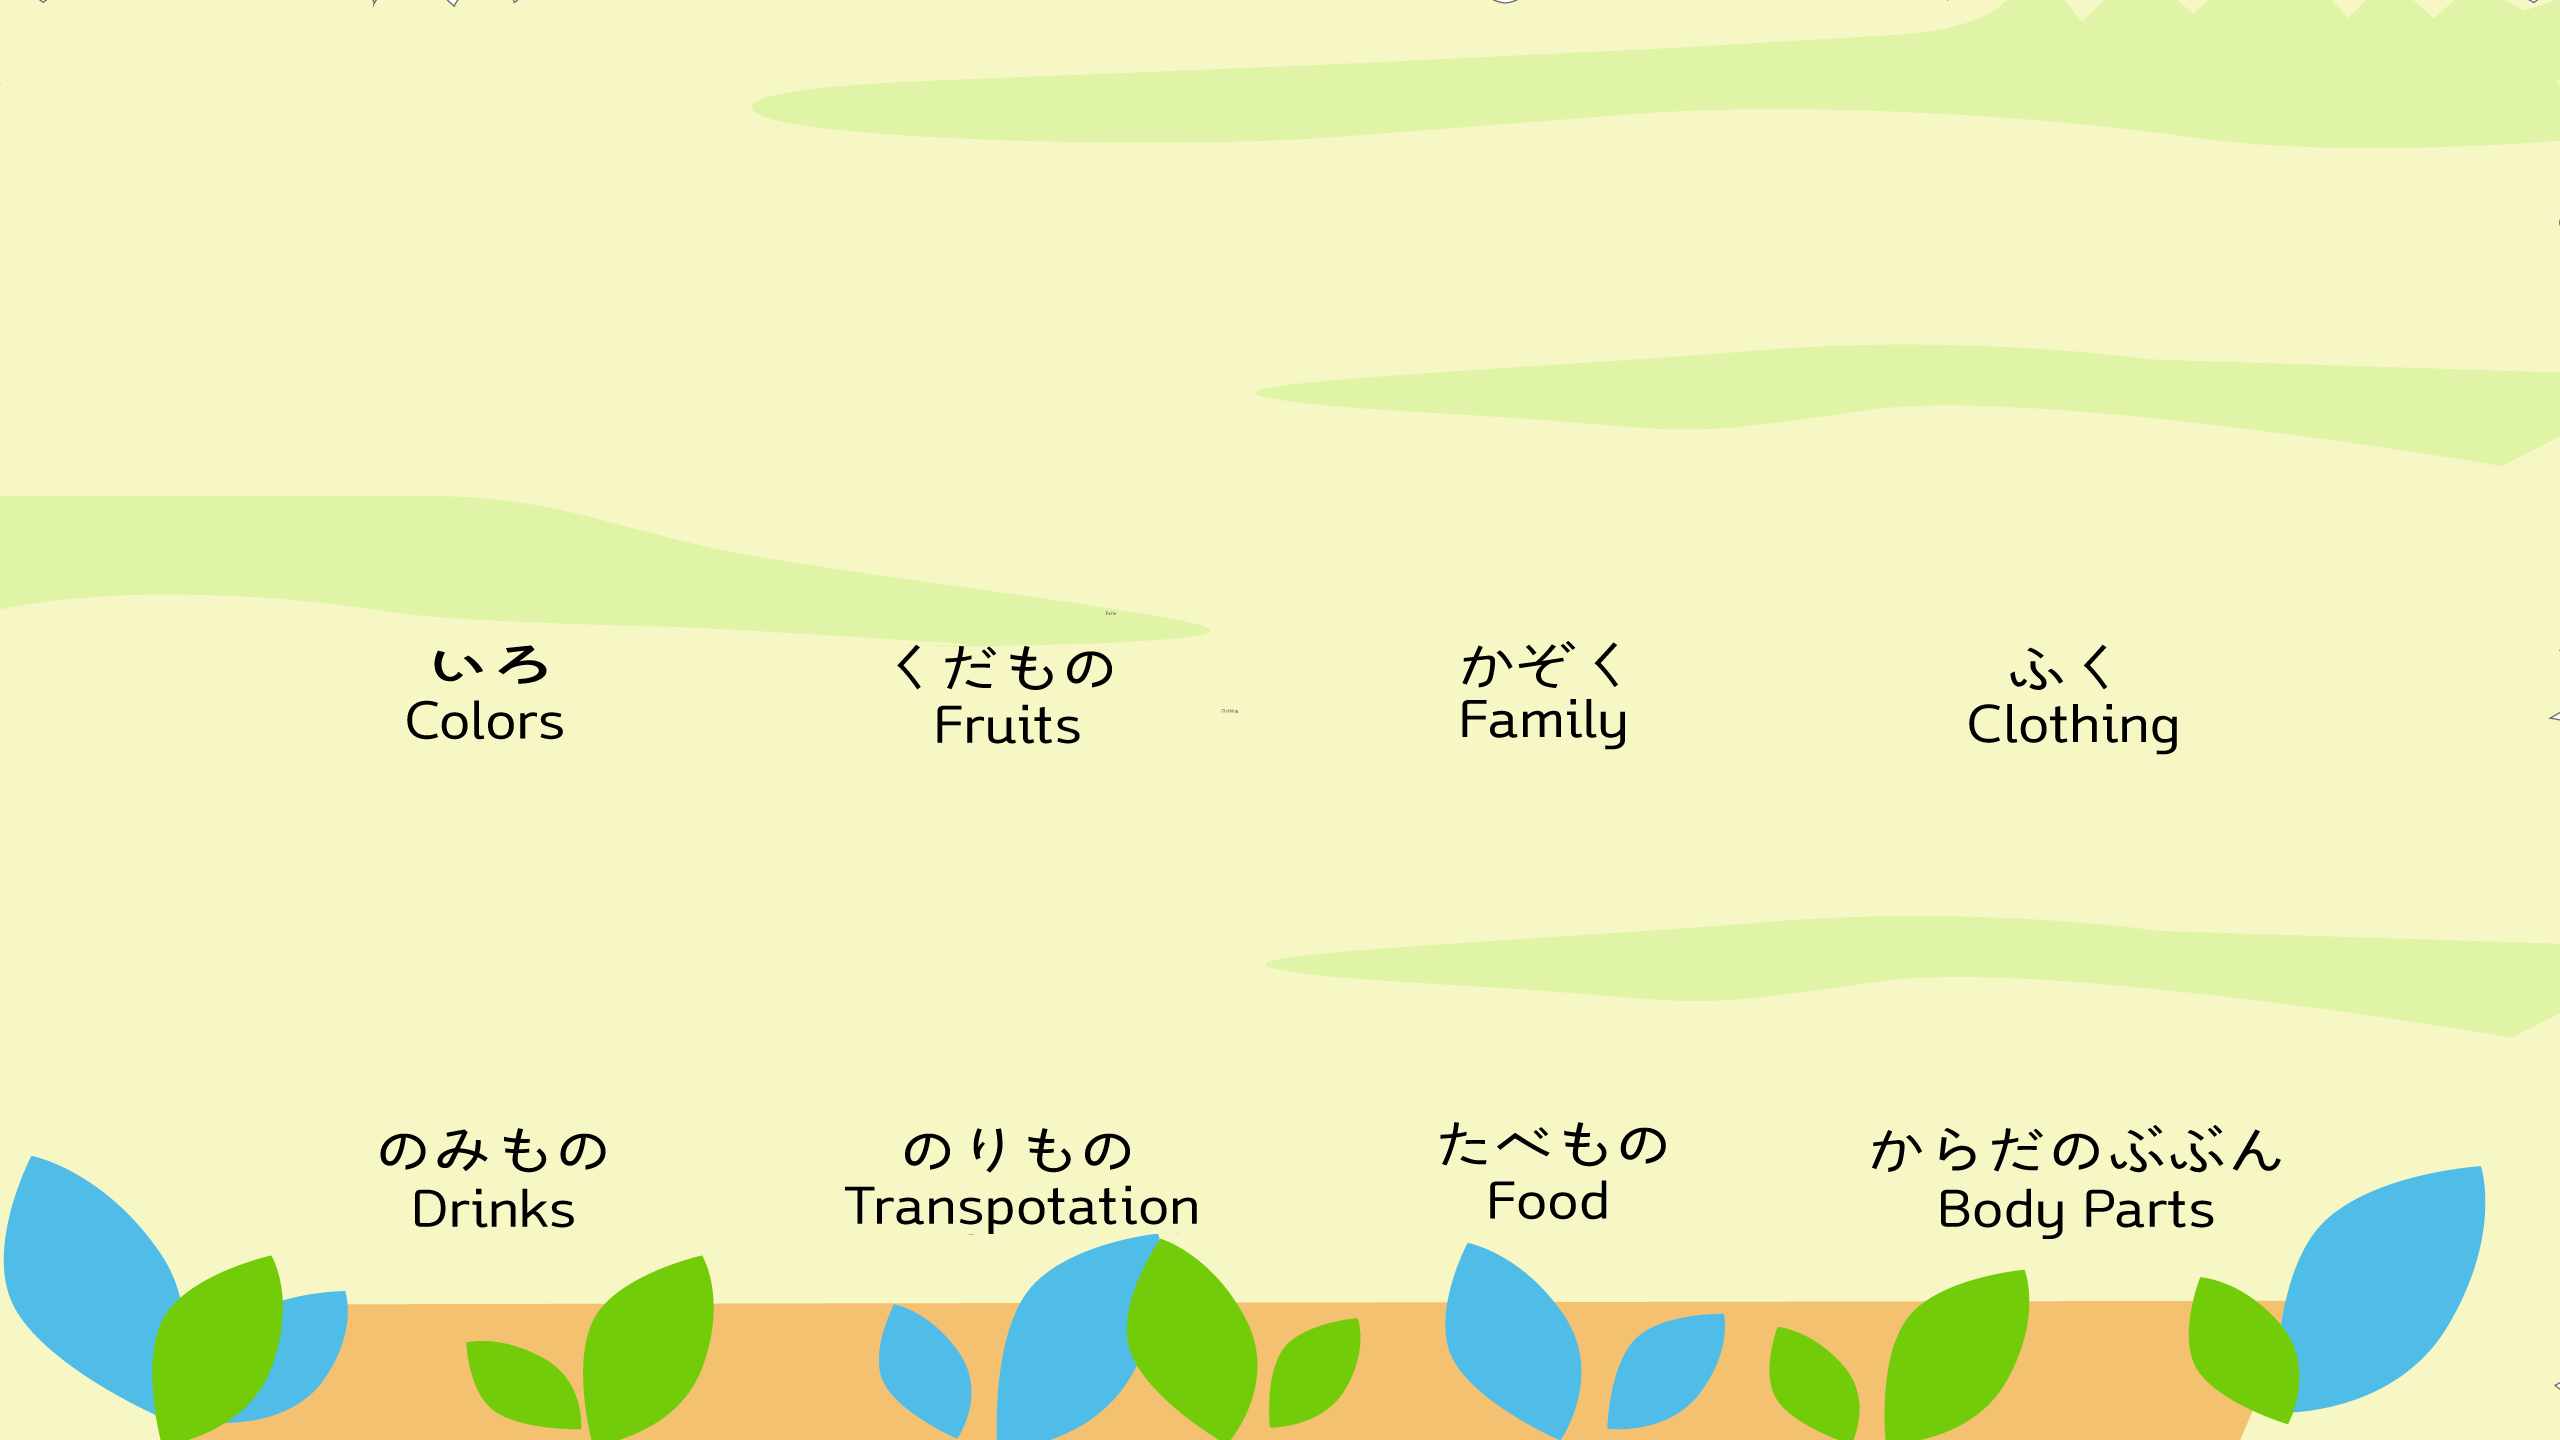 いろ
Colors
くだもの
Fruits
かぞく
Family
ふく
Clothing
Parts
Clothing
のみもの
Drinks
のりもの
Transpotation
たべもの
Food
からだのぶぶん
Body Parts